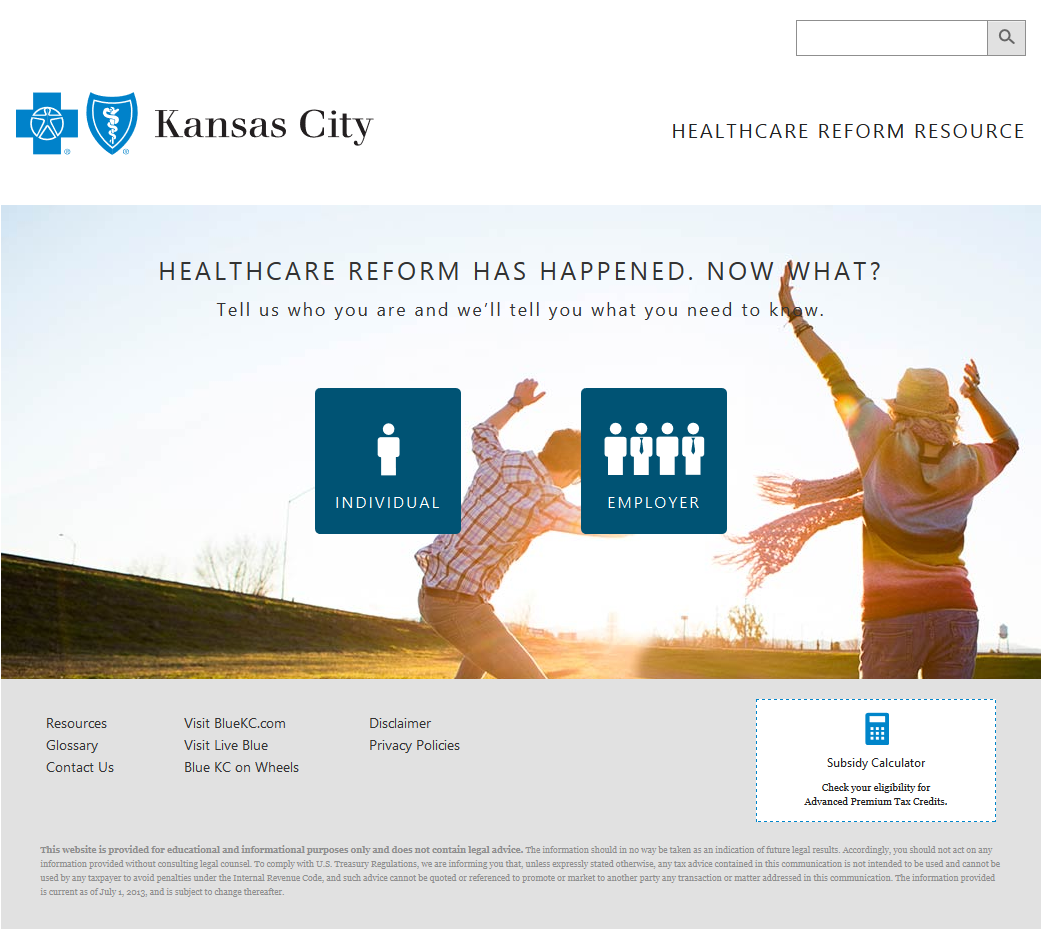 Kansas City
HEALTHCARE REFORM RESOURCE
HEALTHCARE REFORM HAS HAPPENED. NOW WHAT?
Tell us who you are and we’ll tell you what you need to know.
INDIVIDUAL
EMPLOYER
Resources
Glossary
Contact Us
Visit BlueKC.com
Visit Live Blue
Blue KC on Wheels
Disclaimer
Privacy Policies
Subsidy Calculator
Check your eligibility for
Advanced Premium Tax Credits.
This website is provided for educational and informational purposes only and does not contain legal advice. The information should in no way be taken as an indication of future legal results. Accordingly, you should not act on any
information provided without consulting legal counsel. To comply with U.S. Treasury Regulations, we are informing you that, unless expressly stated otherwise, any tax advice contained in this communication is not intended to be used and cannot be
used by any taxpayer to avoid penalties under the Internal Revenue Code, and such advice cannot be quoted or referenced to promote or market to another party any transaction or matter addressed in this communication. The information provided
is current as of July 1, 2013, and is subject to change thereafter.